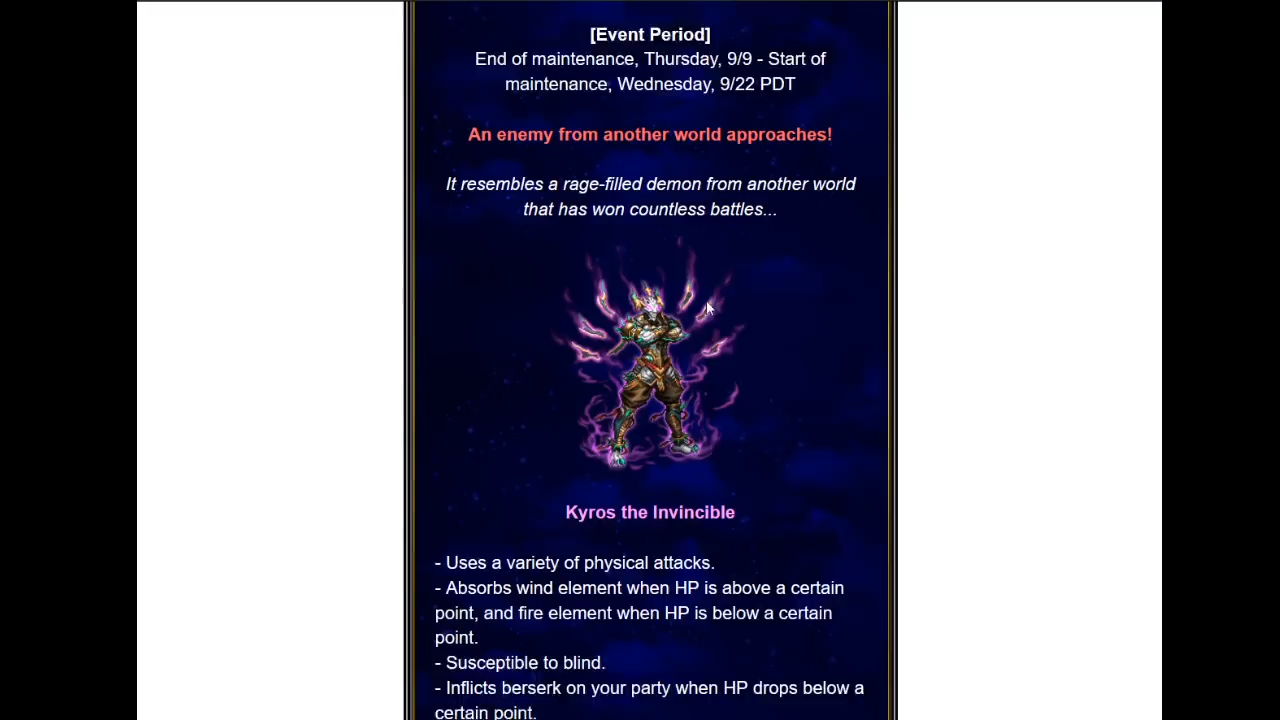 [Event Period]
End of maintenance, Thursday, 9/9 - Start of
maintenance, Wednesday, 9/22 PDT
An enemy from another world approaches!
It resembles a rage-filled demon from another world
that has won countless battles...
Kyros the Invincible
- Uses a variety of physical attacks.
- Absorbs wind element when HP is above a certain
point, and fire element when HP is below a certain
point.
- Susceptible to blind.
- Inflicts berserk on your party when HP drops below a
certain point.